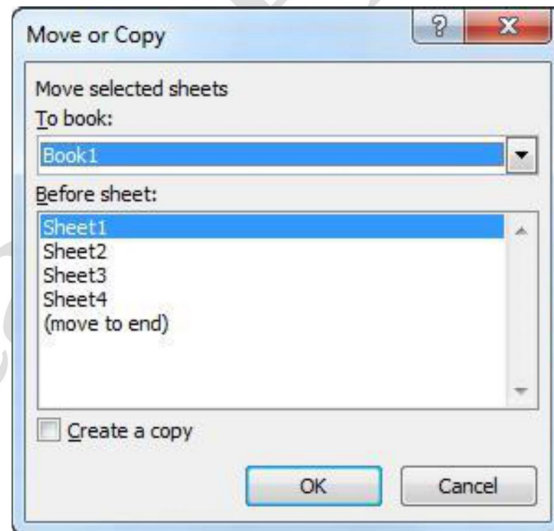 Move or Copy
Move selected sheets
To book:
Book1
Before sheet:
Sheet1
Sheet2
Sheet3
Sheet4
(move to end)
Create a copy
OK Cancel